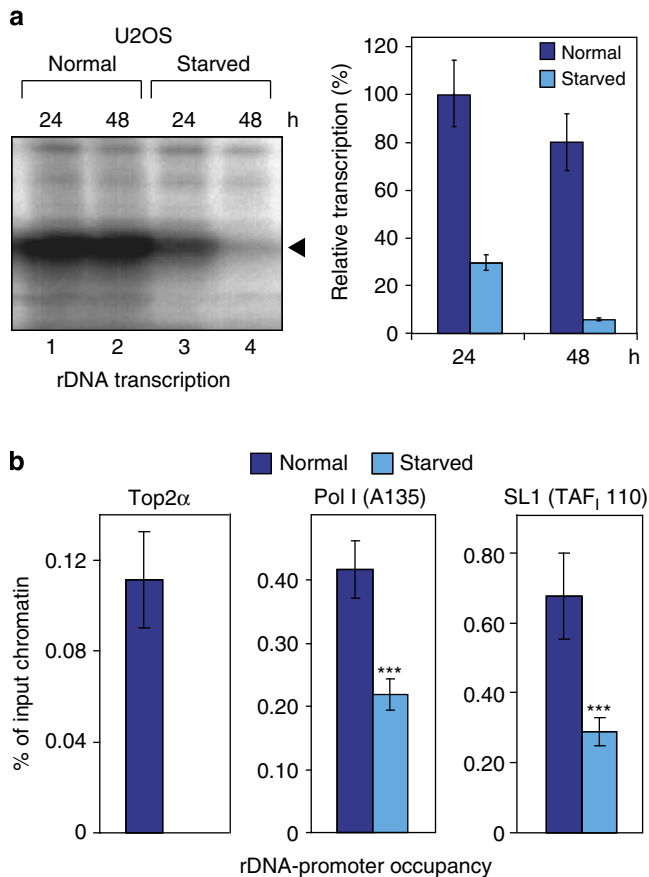 a
U2OS
Normal Starved
24 48 24 48 h
1 2 3 4
rDNA transcription
Relative transcription (%)
120
100
80
60
40
20
0
Normal
Starved
24 48 h
b
Normal Starved
Top2α
% of input chromatin
0.12
0.08
0.04
0
Pol I (A135)
0.40
0.30
0.20
0.10
0
***
SL1 (TAFI 110)
0.80
0.60
0.40
0.20
0
***
rDNA-promoter occupancy